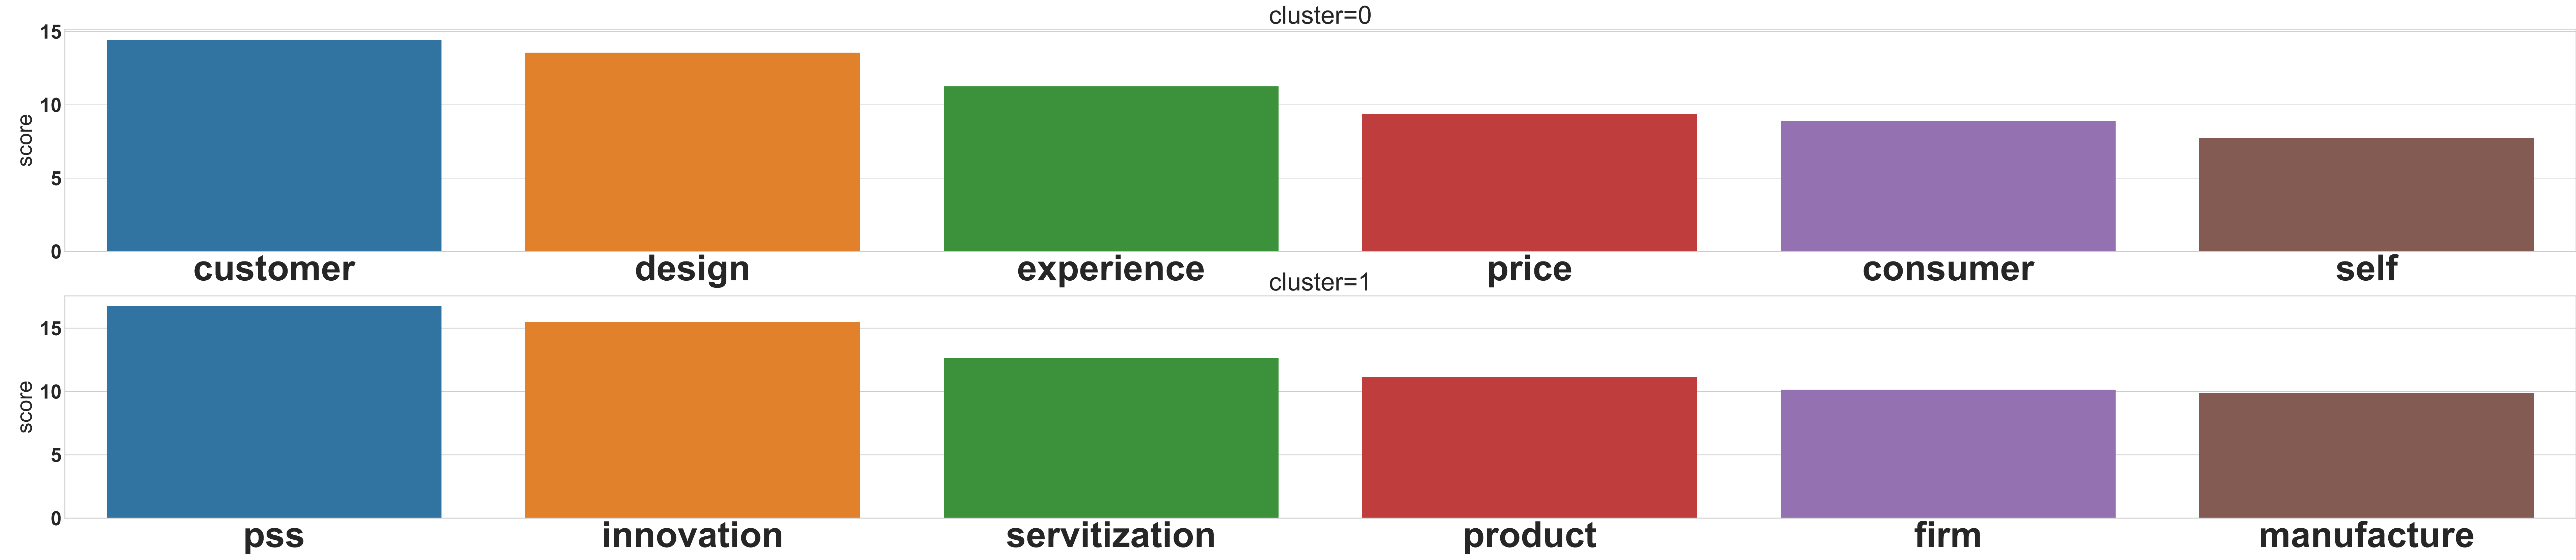 cluster=0
15
10
5
0
score
customer design experience price consumer self
cluster=1
15
10
5
0
score
pss innovation servitization product firm manufacture